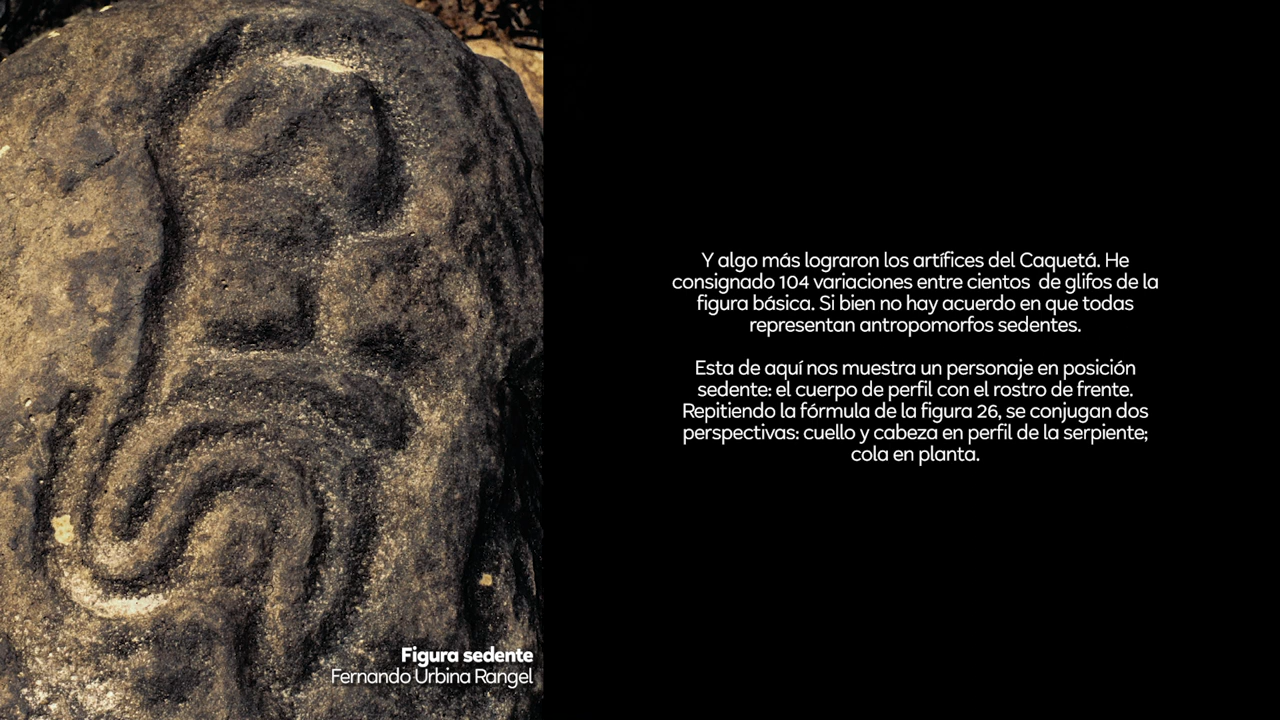 Y algo más lograron los artífices del Caquetá. He
consignado 104 variaciones entre cientos  de glifos de la
figura básica. Si bien no hay acuerdo en que todas
representan antropomorfos sedentes.
Esta de aquí nos muestra un personaje en posición
sedente: el cuerpo de perfil con el rostro de frente.
Repitiendo la fórmula de la figura 26, se conjugan dos
perspectivas: cuello y cabeza en perfil de la serpiente;
cola en planta.
Figura sedente
Fernando Urbina Rangel